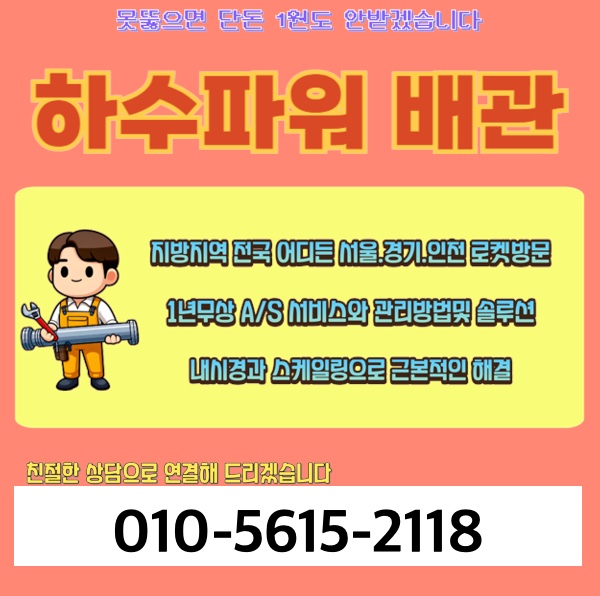 못뚫으면 단돈 1원도 안받겠습니다
하수파워 배관
지방지역 전국 어디든 서울.경기.인천 로켓방문
1년무상 A/S 서비스와 관리방법및 솔루션
내시경과 스케일링으로 근본적인 해결
친절한 상담으로 연결해 드리겠습니다
010-5615-2118